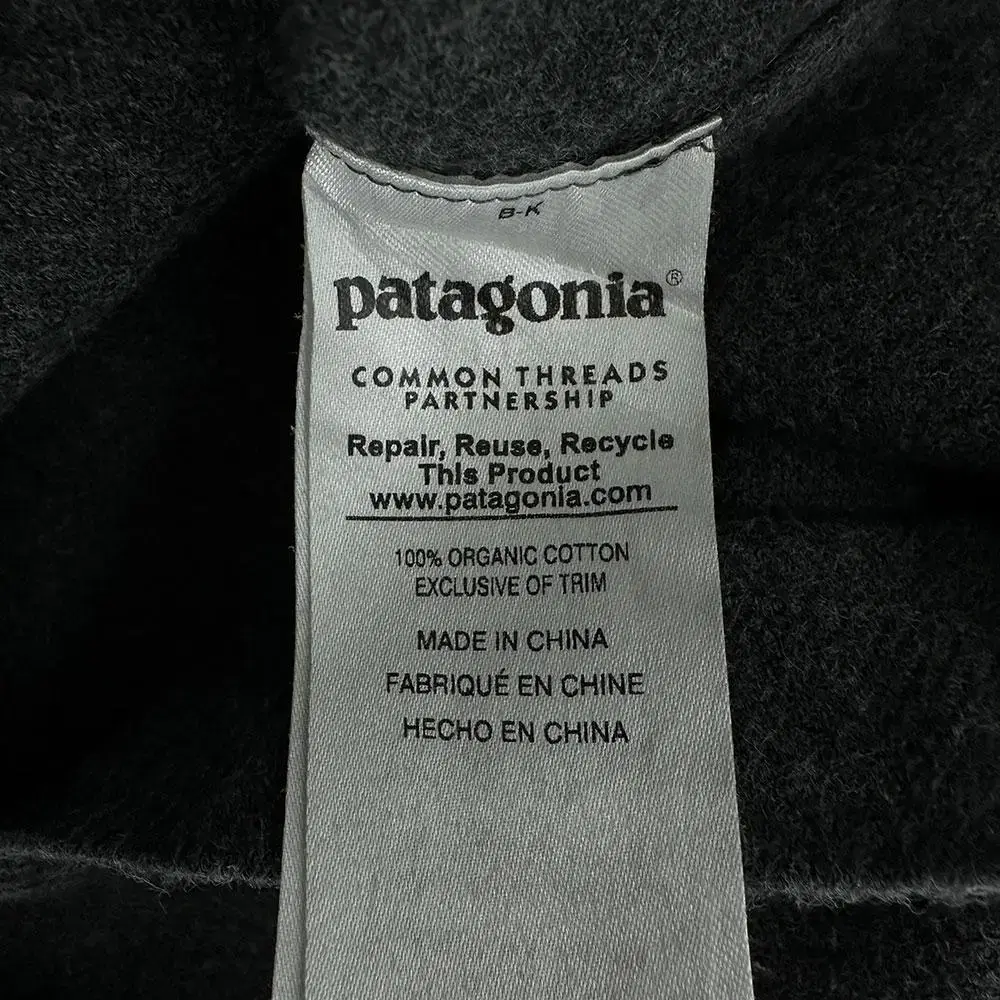 B-K
patagonia®
COMMON THREADS
PARTNERSHIP
Repair, Reuse, Recycle
This Product
www.patagonia.com
100% ORGANIC COTTON
EXCLUSIVE OF TRIM
MADE IN CHINA
FABRIQUÉ EN CHINE
HECHO EN CHINA